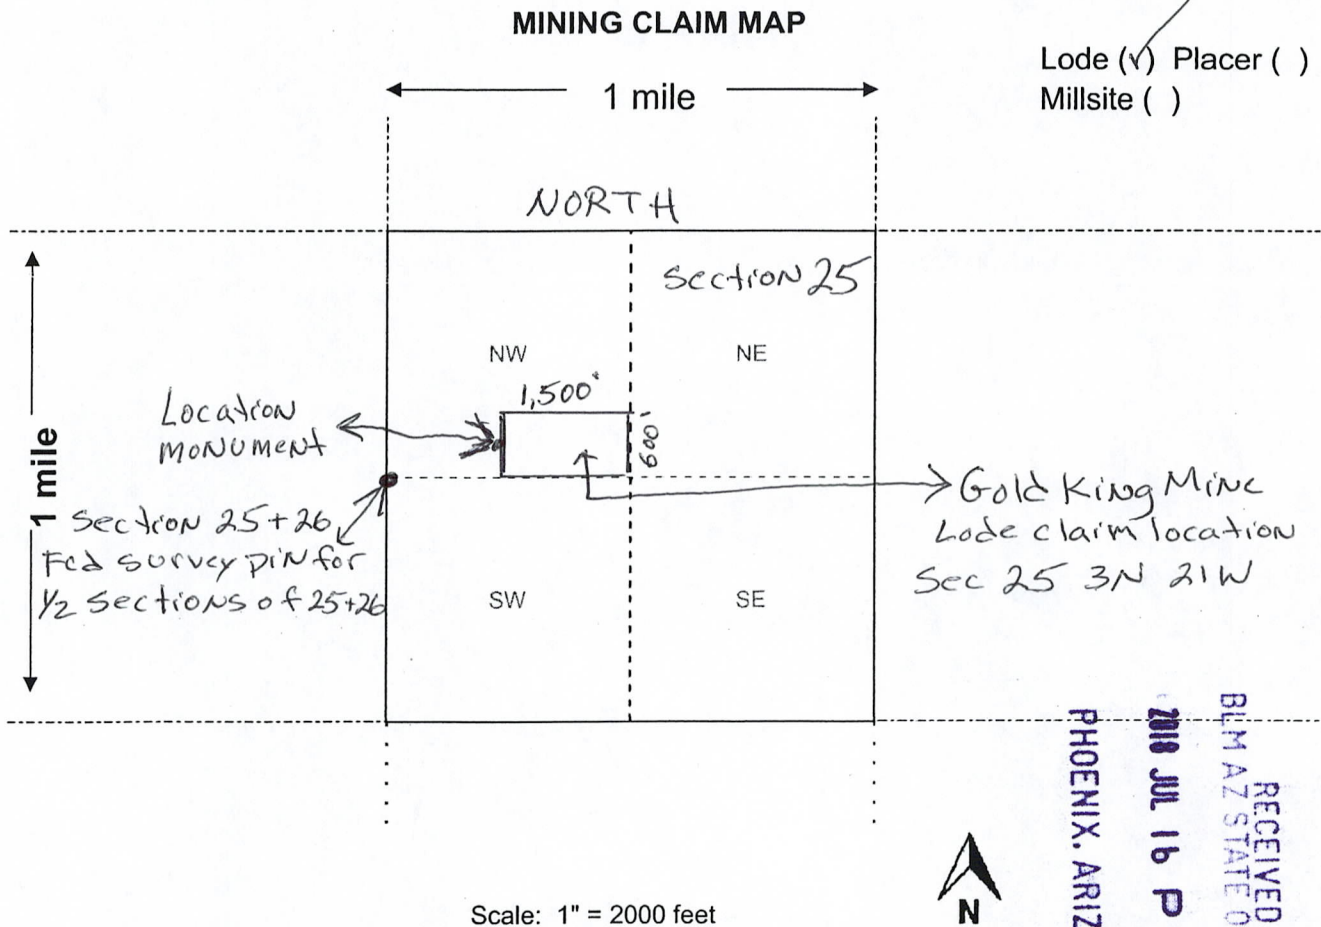 MINING CLAIM MAP
Lode (√) Placer ( )
Millsite ( )
1 mile
NORTH
Section 25
NW
NE
1,500'
600'
Location
monument
1 mile
Section 25+26
Fed survey pin for
1/2 sections of 25+26
Gold King Mine
Lode claim location
Sec 25 3N 21W
SW
SE
RECEIVED
BLM AZ STATE O
2018 JUL 16 P
PHOENIX, ARIZ
Scale: 1" = 2000 feet
N